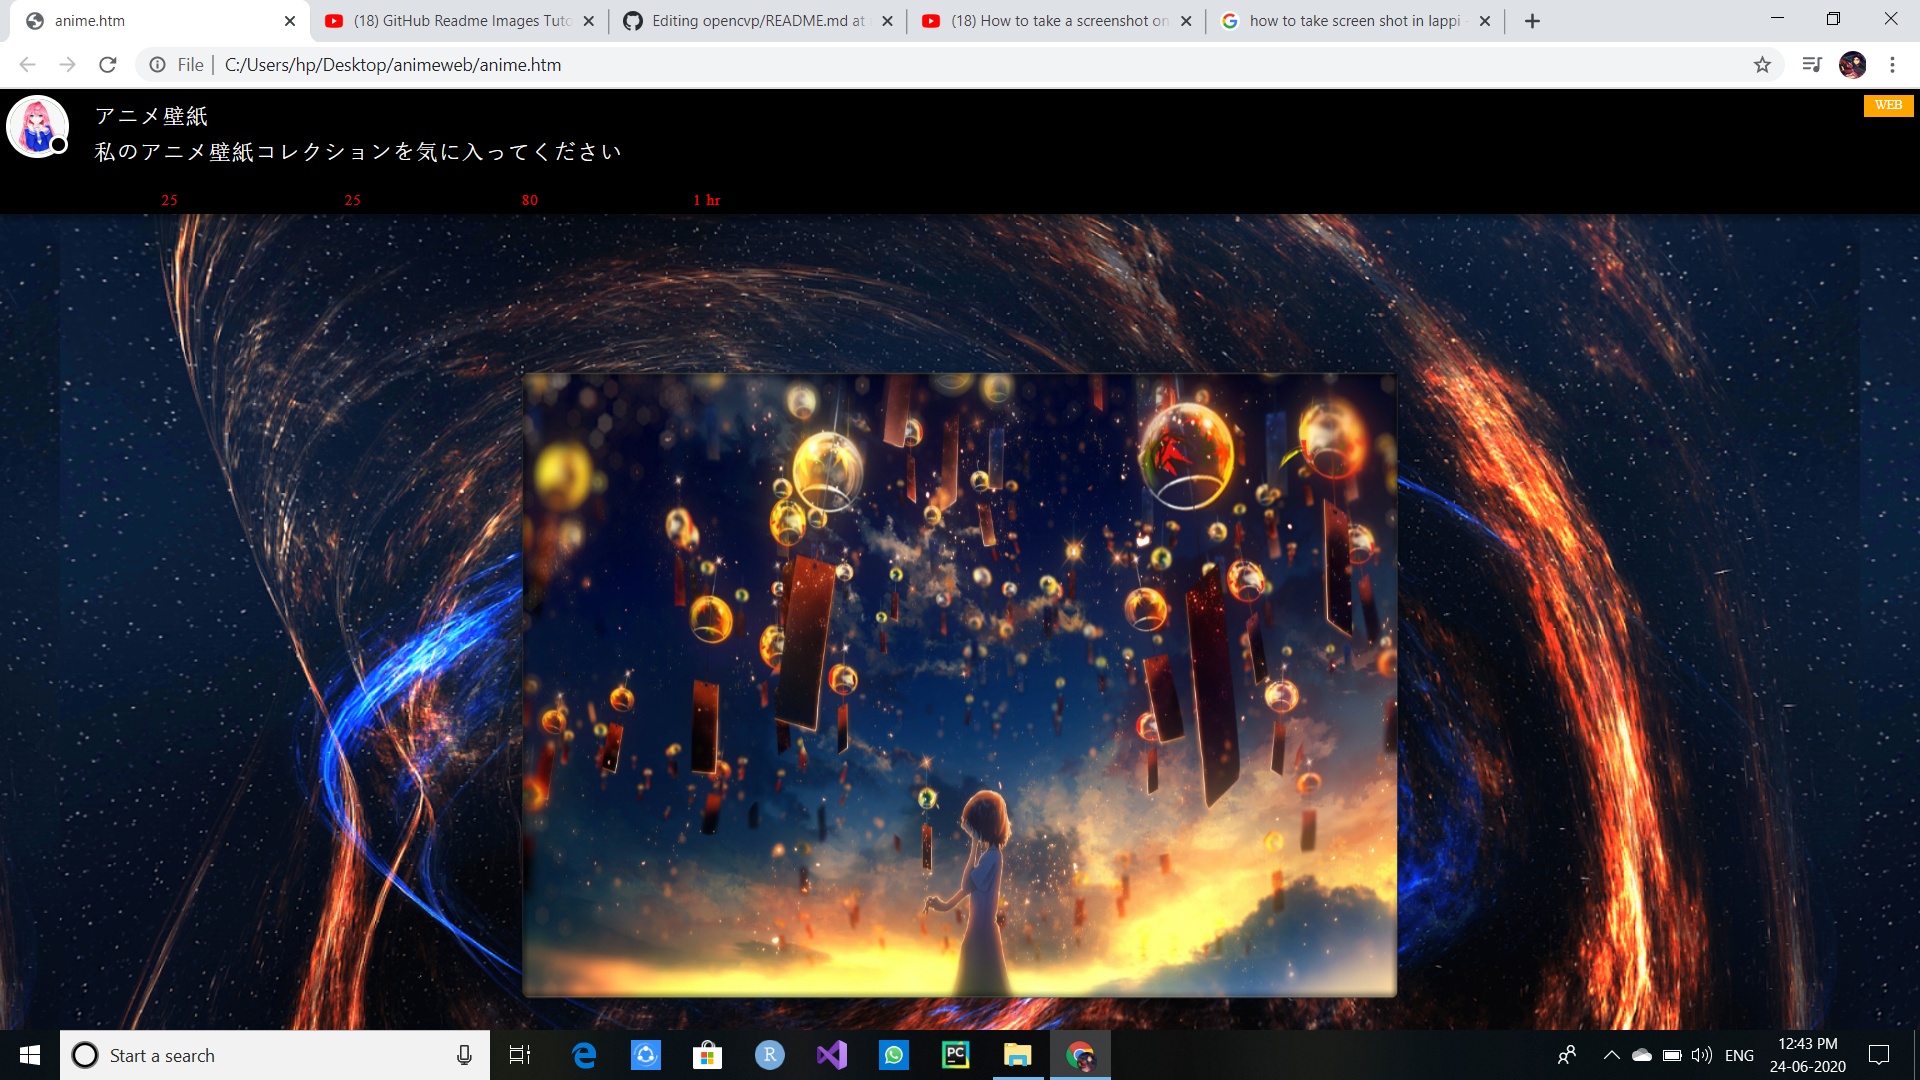 anime.htm
(18) GitHub Readme Images Tuto
Editing opencvp/README.md at
(18) How to take a screenshot on
how to take screen shot in lappi
File
C:/Users/hp/Desktop/animeweb/anime.htm
アニメ壁紙
WEB
私のアニメ壁紙コレクションを気に入ってください
25 25 80 1 hr
Start a search
R
PC
ENG
12:43 PM
24-06-2020